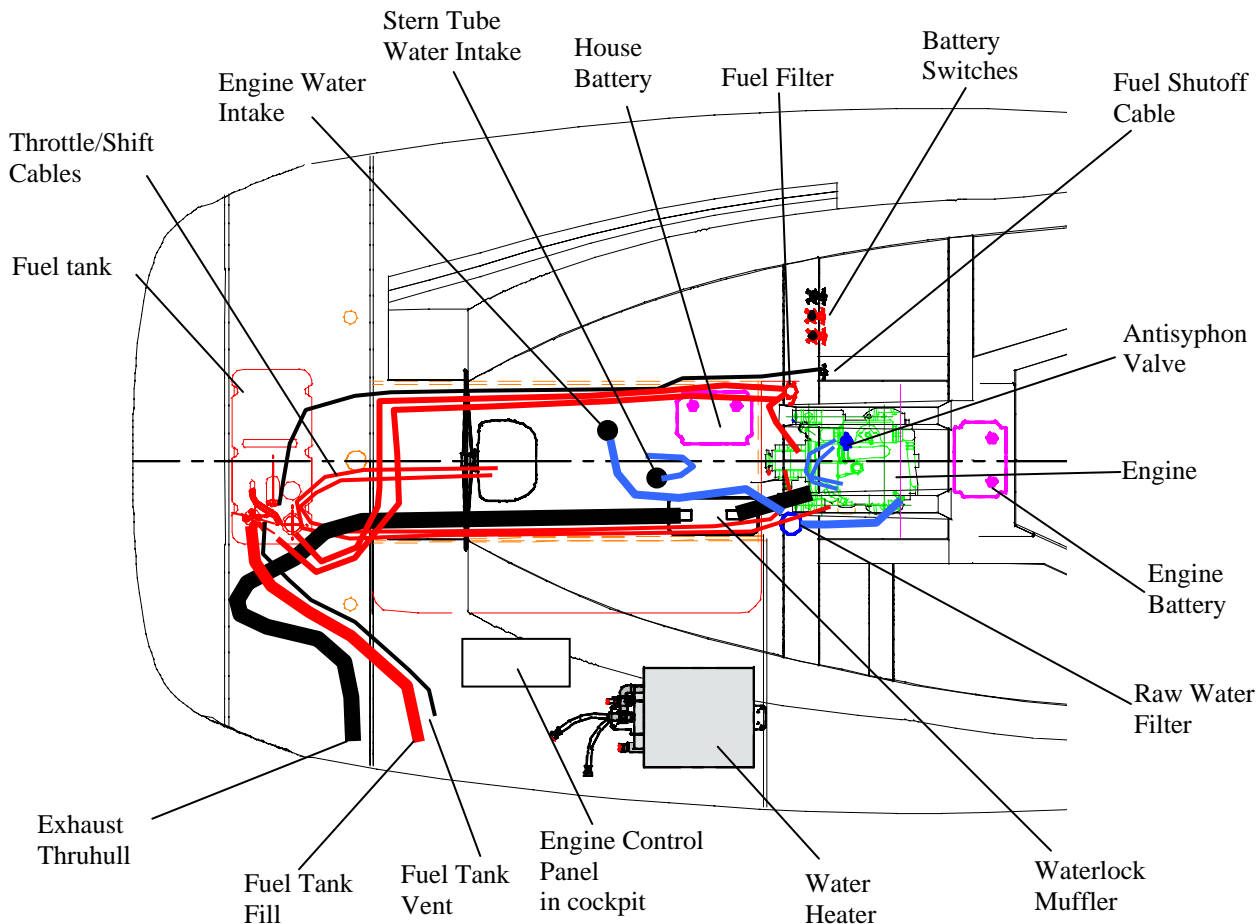 Stern Tube
Water Intake
House
Battery
Battery
Switches
Fuel Filter
Fuel Shutoff
Cable
Engine Water
Intake
Throttle/Shift
Cables
Fuel tank
Antisyphon
Valve
Engine
Engine
Battery
Raw Water
Filter
Exhaust
Thruhull
Fuel Tank
Fill
Fuel Tank
Vent
Engine Control
Panel
in cockpit
Water
Heater
Waterlock
Muffler